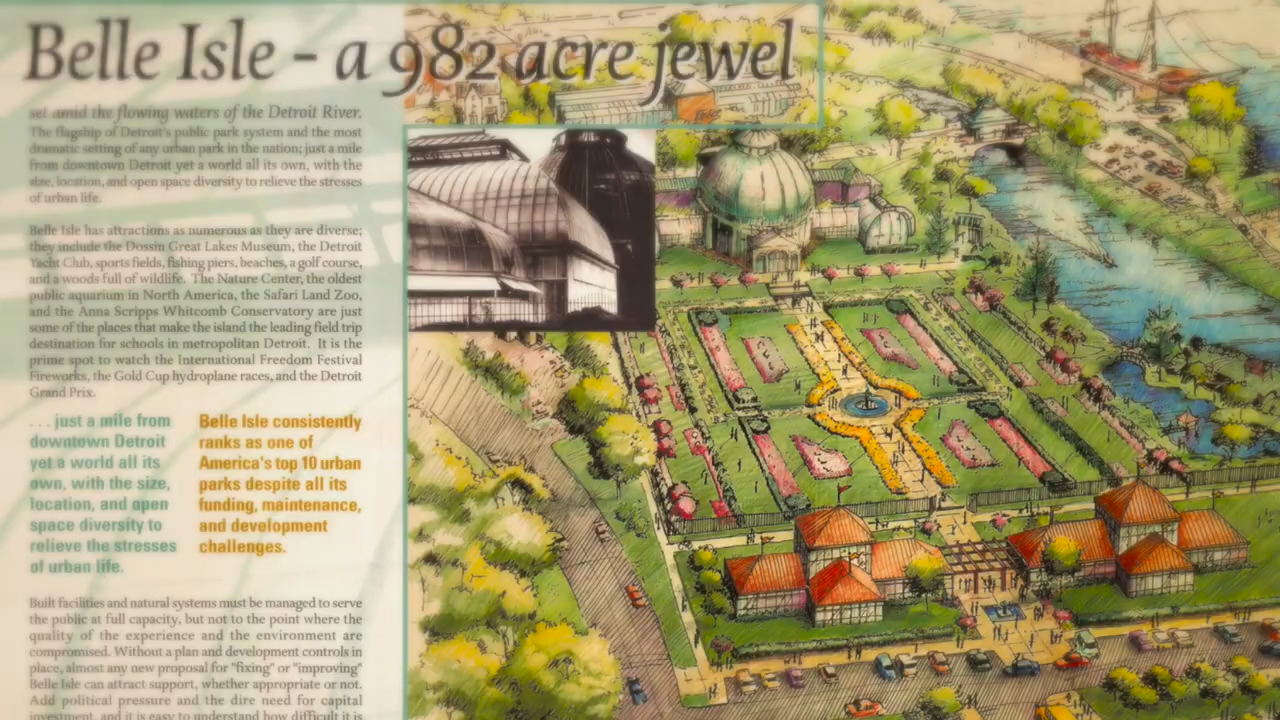 Belle Isle - a 982 acre jewel
set amid the flowing waters of the Detroit River.
The flagship of Detroit's public park system and the most
dramatic setting of any urban park in the nation; just a mile
from downtown Detroit yet a world all its own, with the
size, location, and open space diversity to relieve the stresses
of urban life.
Belle Isle has attractions as numerous as they are diverse;
they include the Dossin Great Lakes Museum, the Detroit
Yacht Club, sports fields, fishing piers, beaches, a golf course,
and a woods full of wildlife. The Nature Center, the oldest
public aquarium in North America, the Safari Land Zoo,
and the Anna Scripps Whitcomb Conservatory are just
some of the places that make the island the leading field trip
destination for schools in metropolitan Detroit. It is the
prime spot to watch the International Freedom Festival
Fireworks, the Gold Cup hydroplane races, and the Detroit
Grand Prix.
. . . just a mile from
downtown Detroit
yet a world all its
own, with the size,
location, and open
space diversity to
relieve the stresses
of urban life.
Belle Isle consistently
ranks as one of
America's top 10 urban
parks despite all its
funding, maintenance,
and development
challenges.
Built facilities and natural systems must be managed to serve
the public at full capacity, but not to the point where the
quality of the experience and the environment are
compromised. Without a plan and development controls in
place, almost any new proposal for "fixing" or "improving"
Belle Isle can attract support, whether appropriate or not.
Add political pressure and the dire need for capital
investment, and it is easy to understand how difficult it is